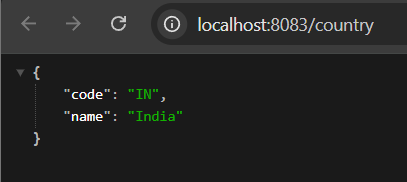 localhost:8083/country
{
"code": "IN",
"name": "India"
}